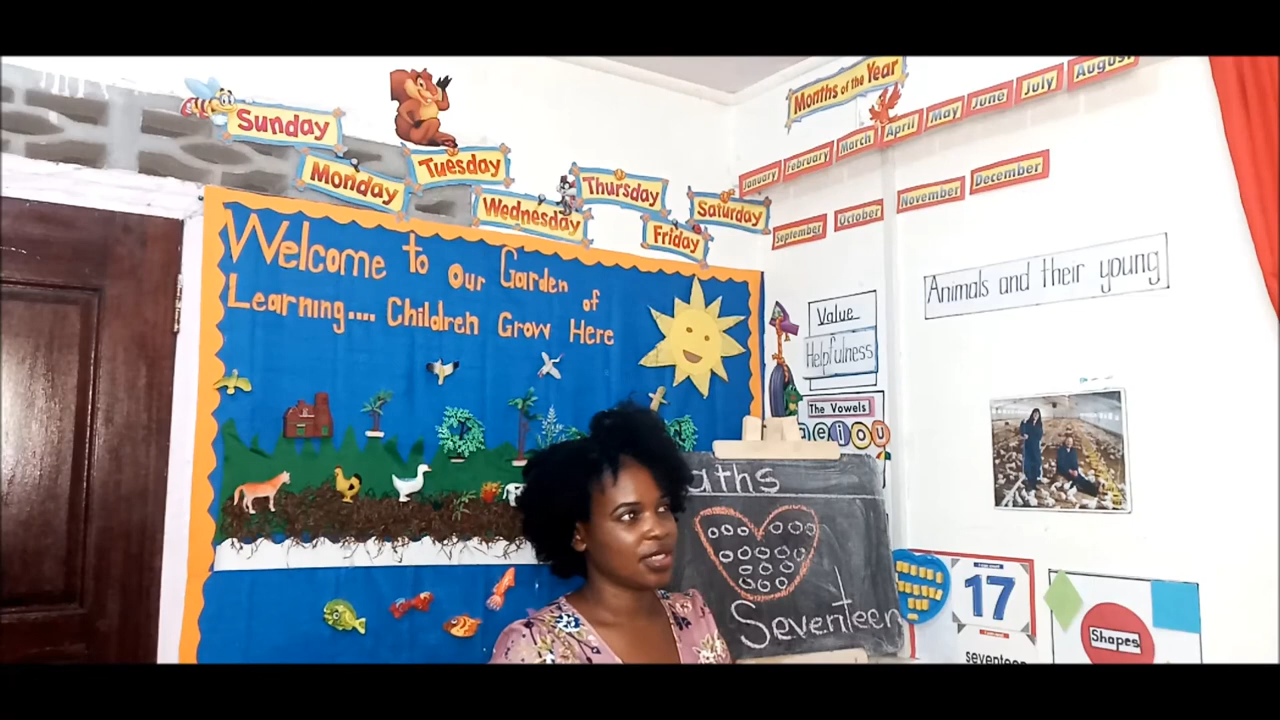 Sunday
Monday
Tuesday
Wednesday
Thursday
Friday
Saturday
Months of the Year
January
February
March
April
May
June
July
August
September
October
November
December
Welcome to Our Garden of
Learning.... Children Grow Here
Value
Helpfulness
The Vowels
a e i o u
Animals and their young
aths
Seventeen
17
seventeen
Shapes